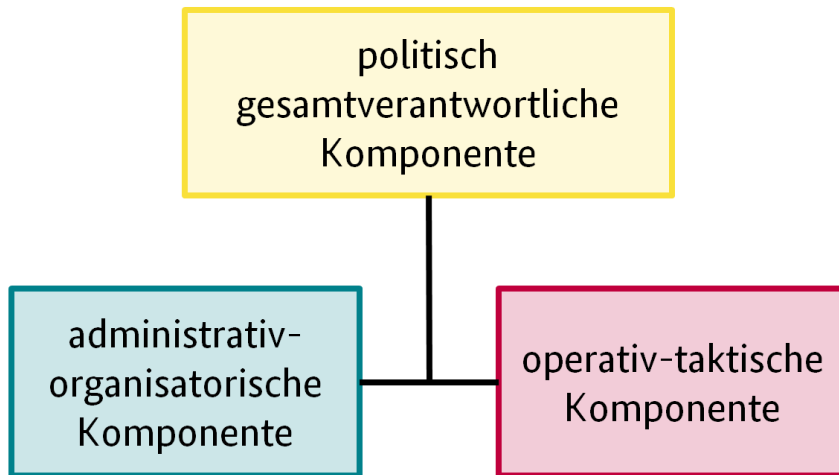 politisch
gesamtverantwortliche
Komponente
administrativ-
organisatorische
Komponente
operativ-taktische
Komponente